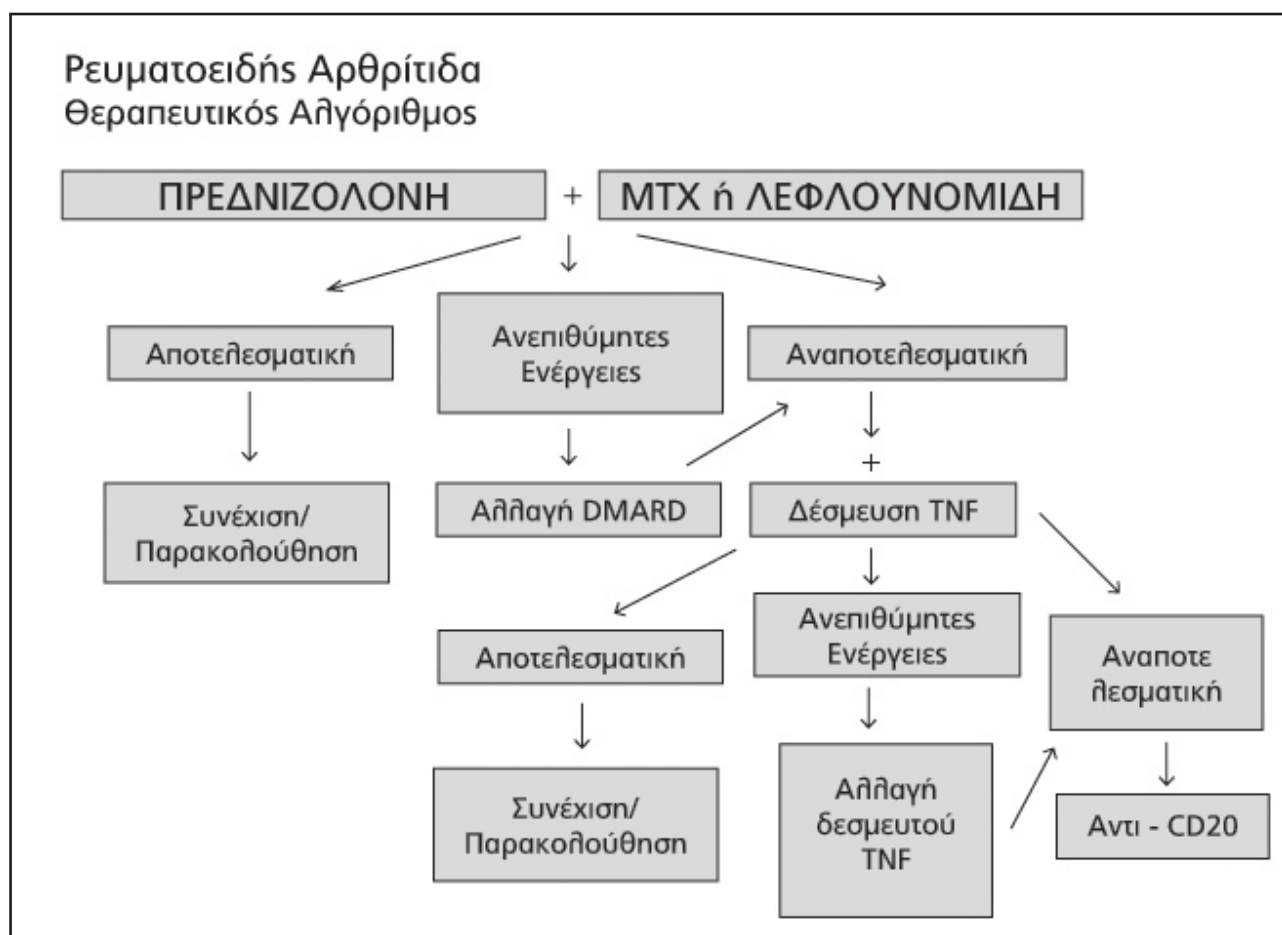 Ρευματοειδής Αρθρίτιδα
Θεραπευτικός Αλγόριθμος
ΠΡΕΔΝΙΖΟΛΟΝΗ + MTX ή ΛΕΦΛΟΥΝΟΜΙΔΗ
Αποτελεσματική
Ανεπιθύμητες
Ενέργειες
Αναποτελεσματική
+
Συνέχιση/
Παρακολούθηση
Αλλαγή DMARD
Δέσμευση TNF
Αποτελεσματική
Ανεπιθύμητες
Ενέργειες
Αναποτε
λεσματική
Συνέχιση/
Παρακολούθηση
Αλλαγή
δεσμευτού
TNF
Αντι - CD20